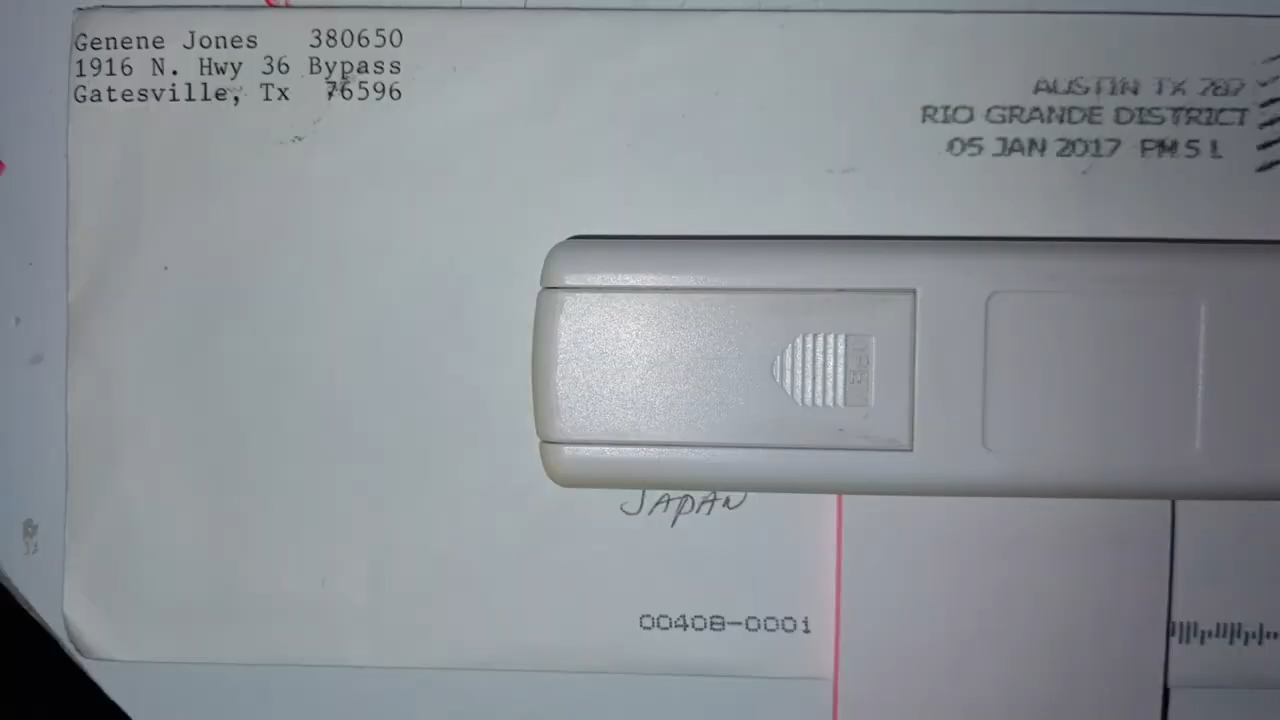 Genene Jones 380650
1916 N. Hwy 36 Bypass
Gatesville, Tx 76596
AUSTIN TX 787
RIO GRANDE DISTRICT
05 JAN 2017 PM 5 L
JAPAN
00408-0001